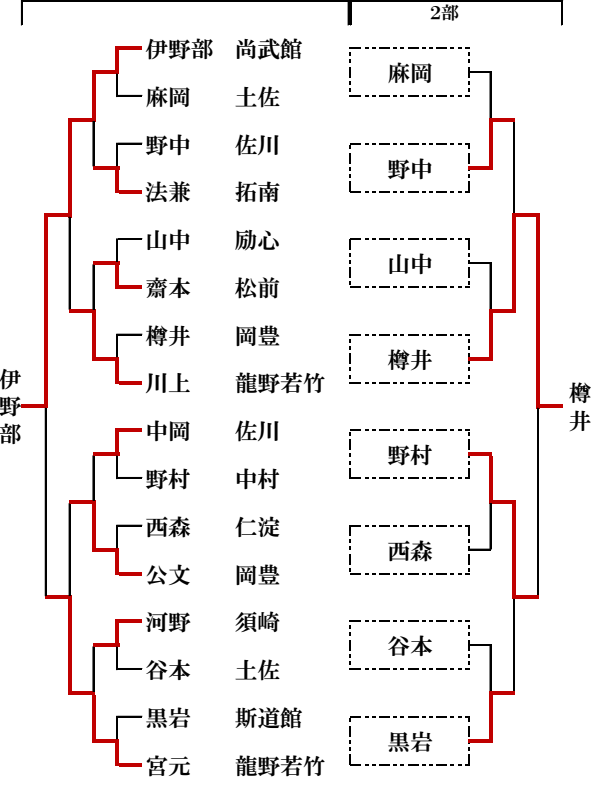 2部
伊野部 尚武館
麻岡 土佐
野中 佐川
法兼 拓南
山中 励心
齋本 松前
樽井 岡豊
川上 龍野若竹
中岡 佐川
野村 中村
西森 仁淀
公文 岡豊
河野 須崎
谷本 土佐
黒岩 斯道館
宮元 龍野若竹
伊野部
麻岡
野中
山中
樽井
野村
西森
谷本
黒岩
樽井